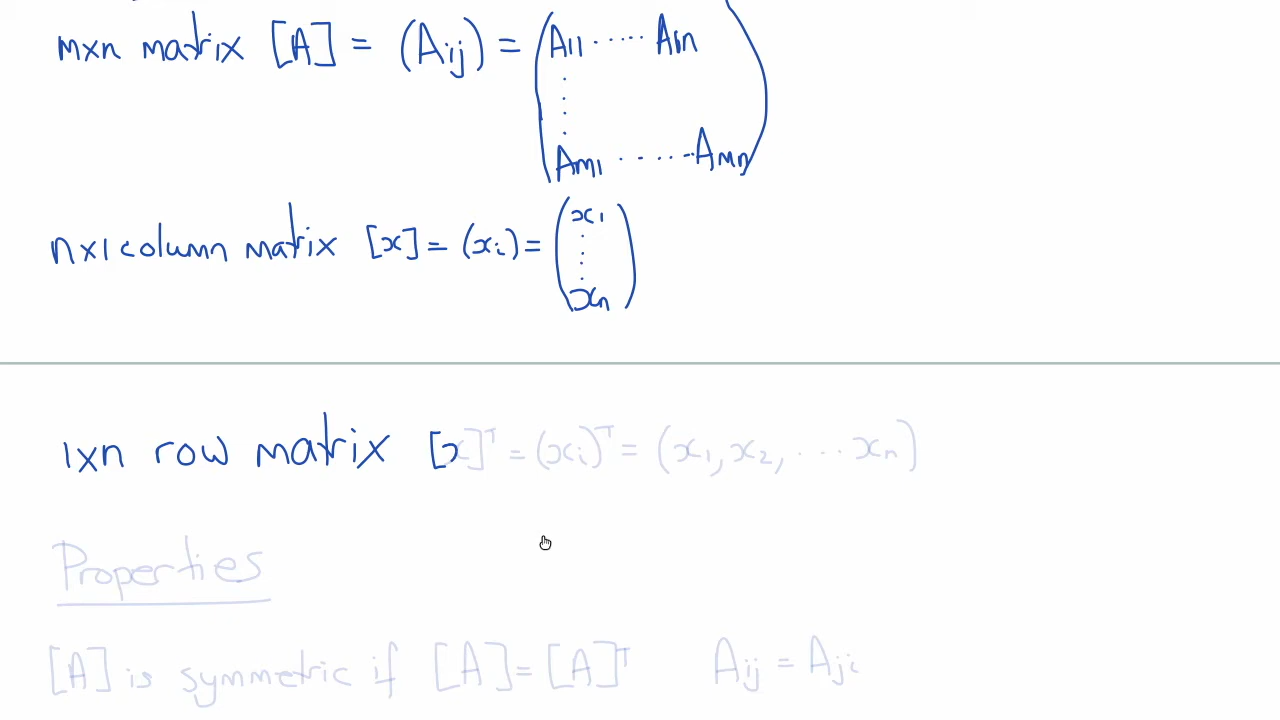 mxn matrix [A] = (Aij) = (A11 ..... A1n
Am1 ...... Amn)
nx1 column matrix [x] = (xi) = (x1
xn)
1xn row matrix [x]ᵀ = (xi)ᵀ = (x1, x2, ... xn)
Properties
[A] is symmetric if [A] = [A]ᵀ Aij = Aji